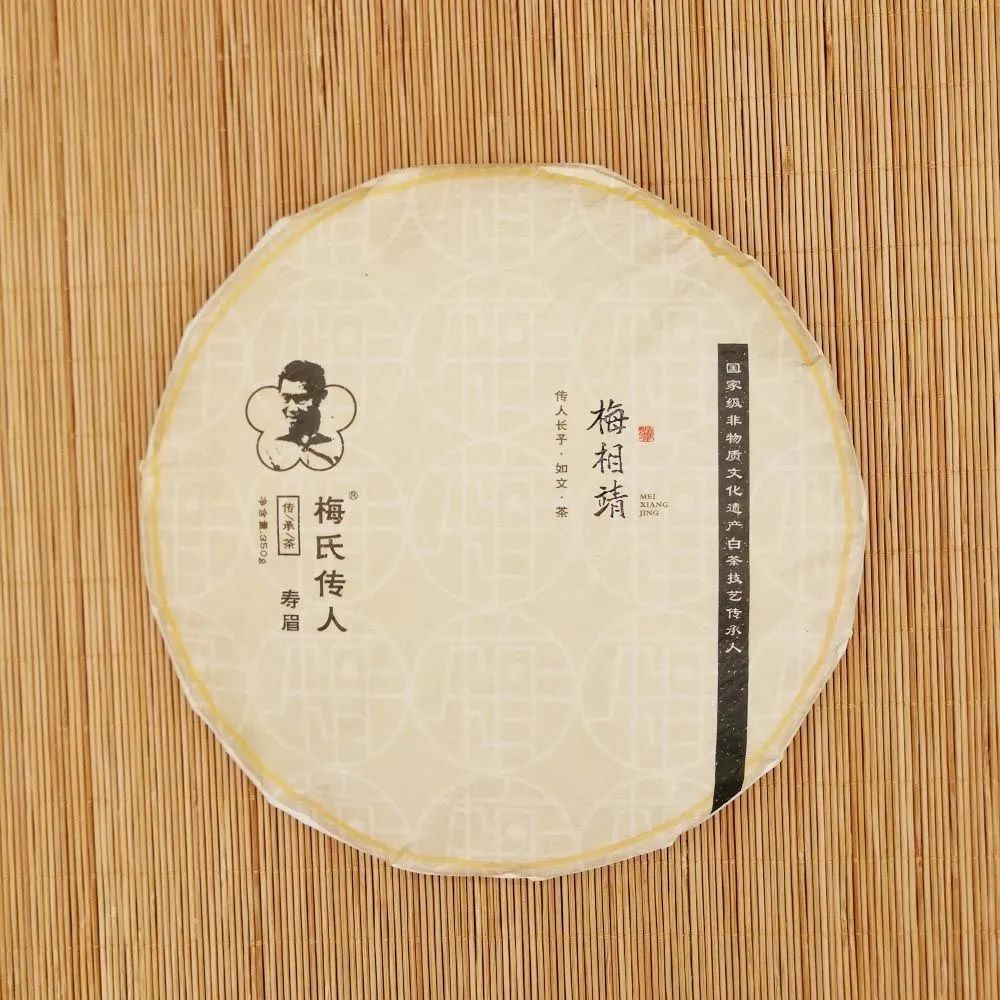 国家级非物质文化遗产白茶技艺传承人
梅相靖
MEI
XIANG
JING
传人长子·如文·茶
梅氏传人®
传/承/茶
寿眉
净含量:350g